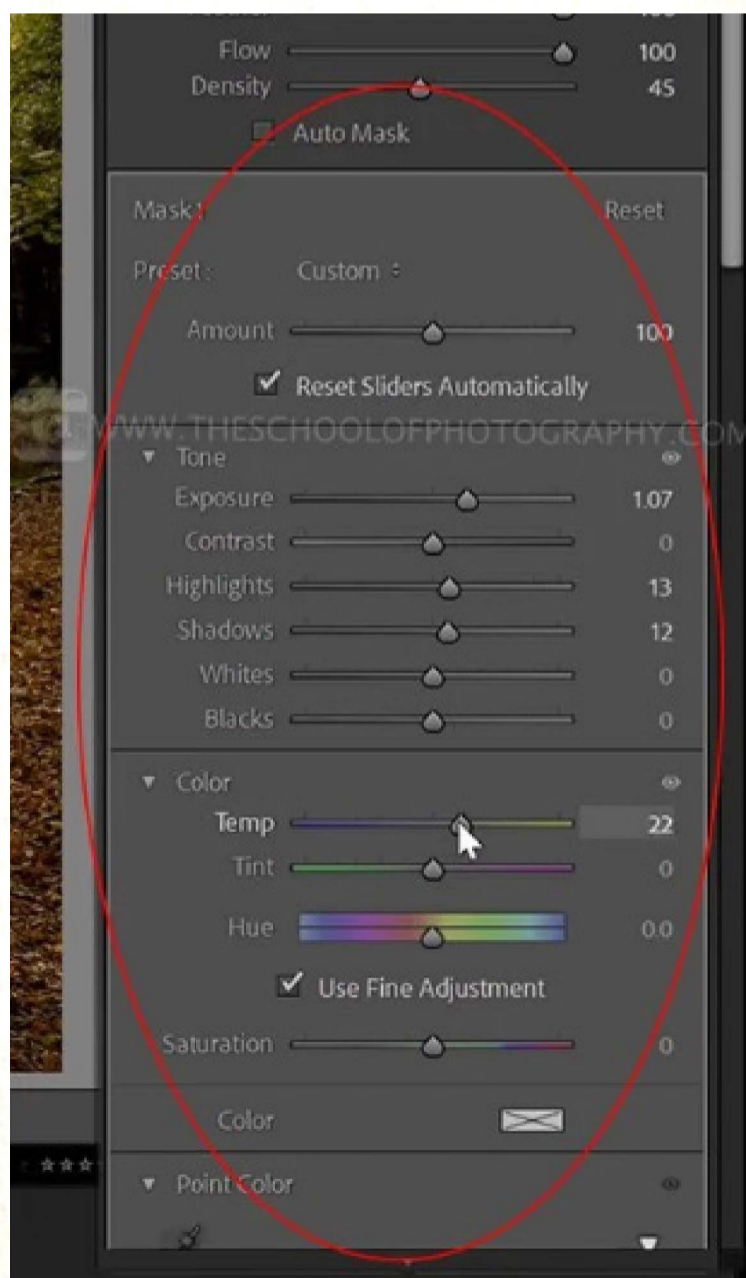 Flow 100
Density 45
Auto Mask
Mask 1 Reset
Preset : Custom
Amount 100
Reset Sliders Automatically
WWW.THESCHOOLOFPHOTOGRAPHY.COM
Tone
Exposure 1.07
Contrast 0
Highlights 13
Shadows 12
Whites 0
Blacks 0
Color
Temp 22
Tint 0
Hue 0.0
Use Fine Adjustment
Saturation 0
Color
Point Color